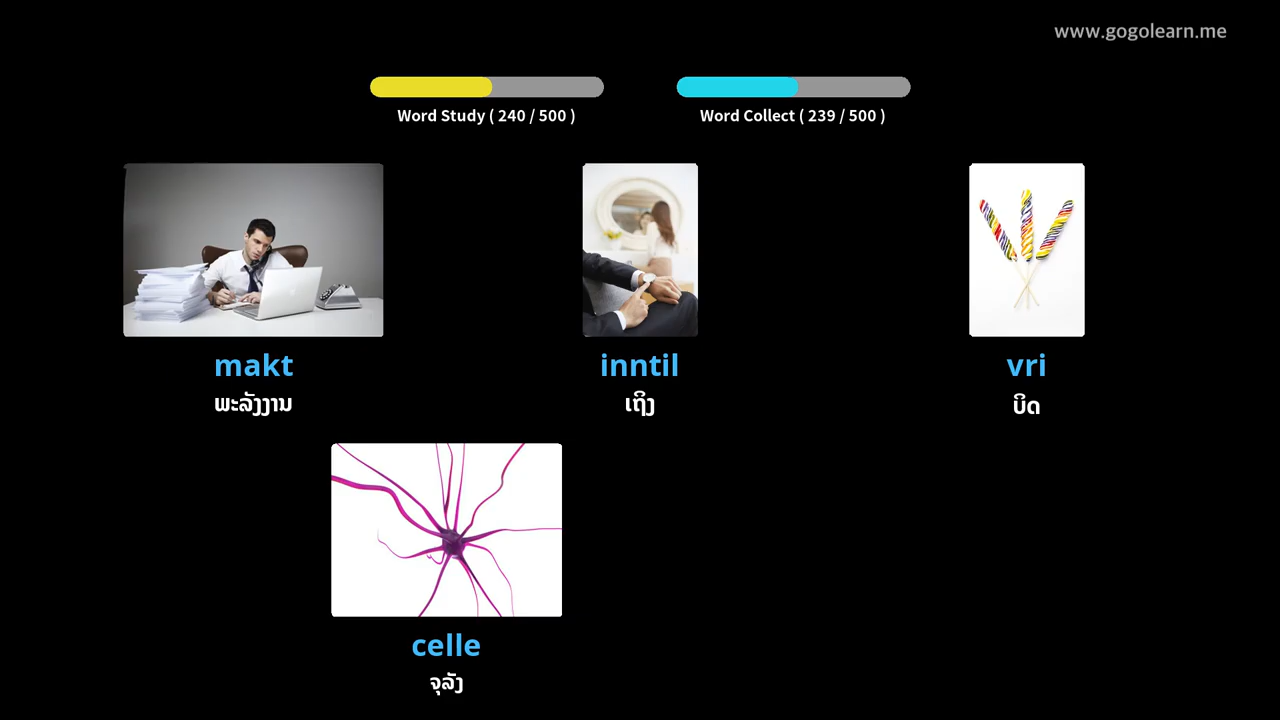 www.gogolearn.me
Word Study ( 240 / 500 )
Word Collect ( 239 / 500 )
makt
ພະລັງງານ
inntil
ເຖິງ
vri
ບິດ
celle
ຈຸລັງ